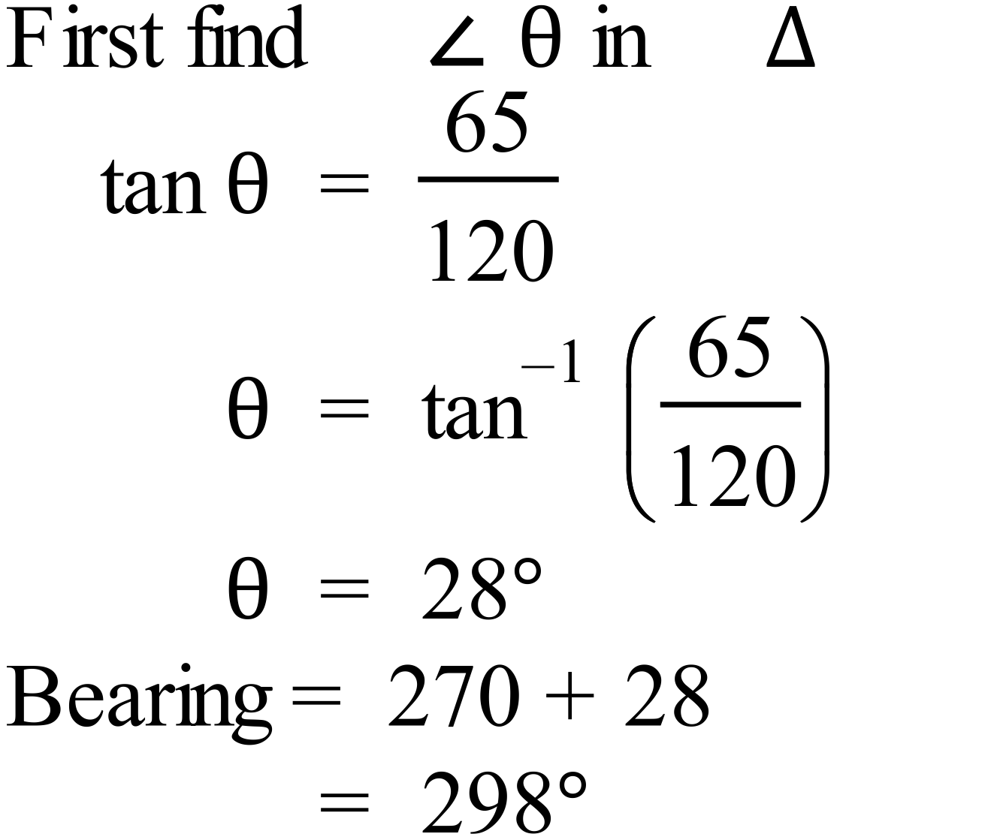 First find ∠ θ in Δ
tan θ = 65/120
θ = tan⁻¹ (65/120)
θ = 28°
Bearing = 270 + 28
= 298°